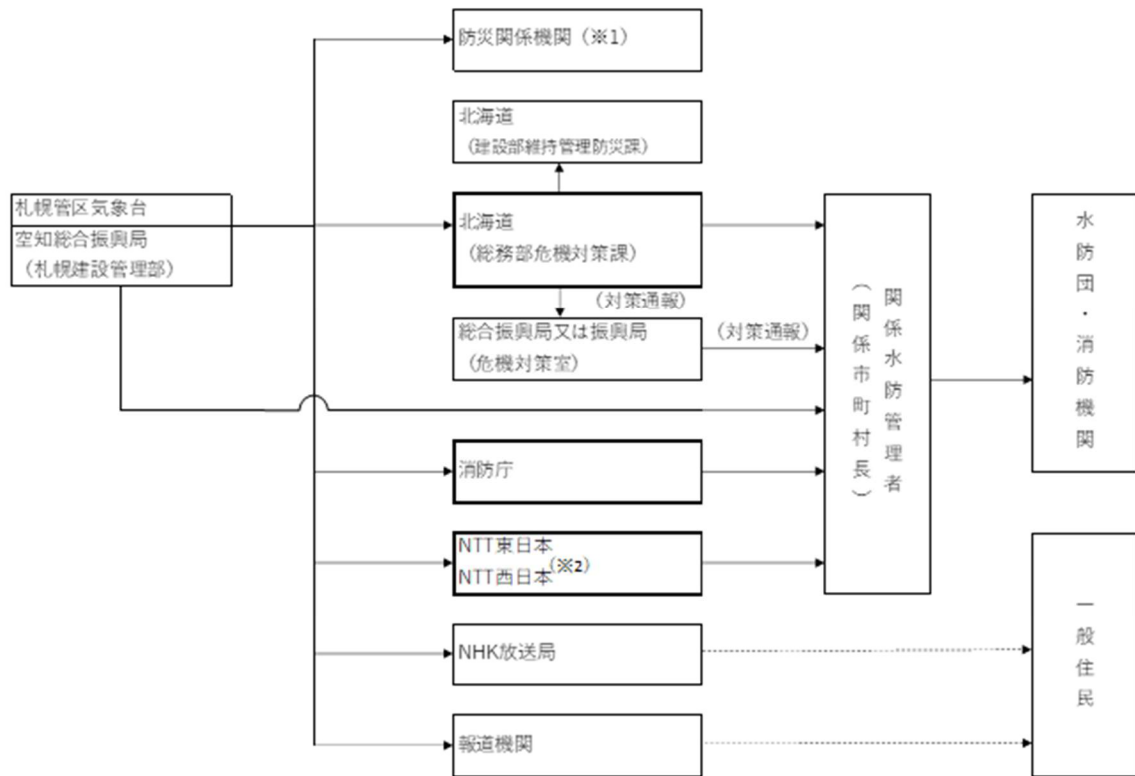 防災関係機関（※1）
北海道
（建設部維持管理防災課）
札幌管区気象台
空知総合振興局
（札幌建設管理部）
北海道
（総務部危機対策課）
（対策通報）
総合振興局又は振興局
（危機対策室）
（対策通報）
消防庁
NTT東日本
NTT西日本
（※2）
NHK放送局
報道機関
関係水防管理者
（関係市町村長）
水防団・消防機関
一般住民